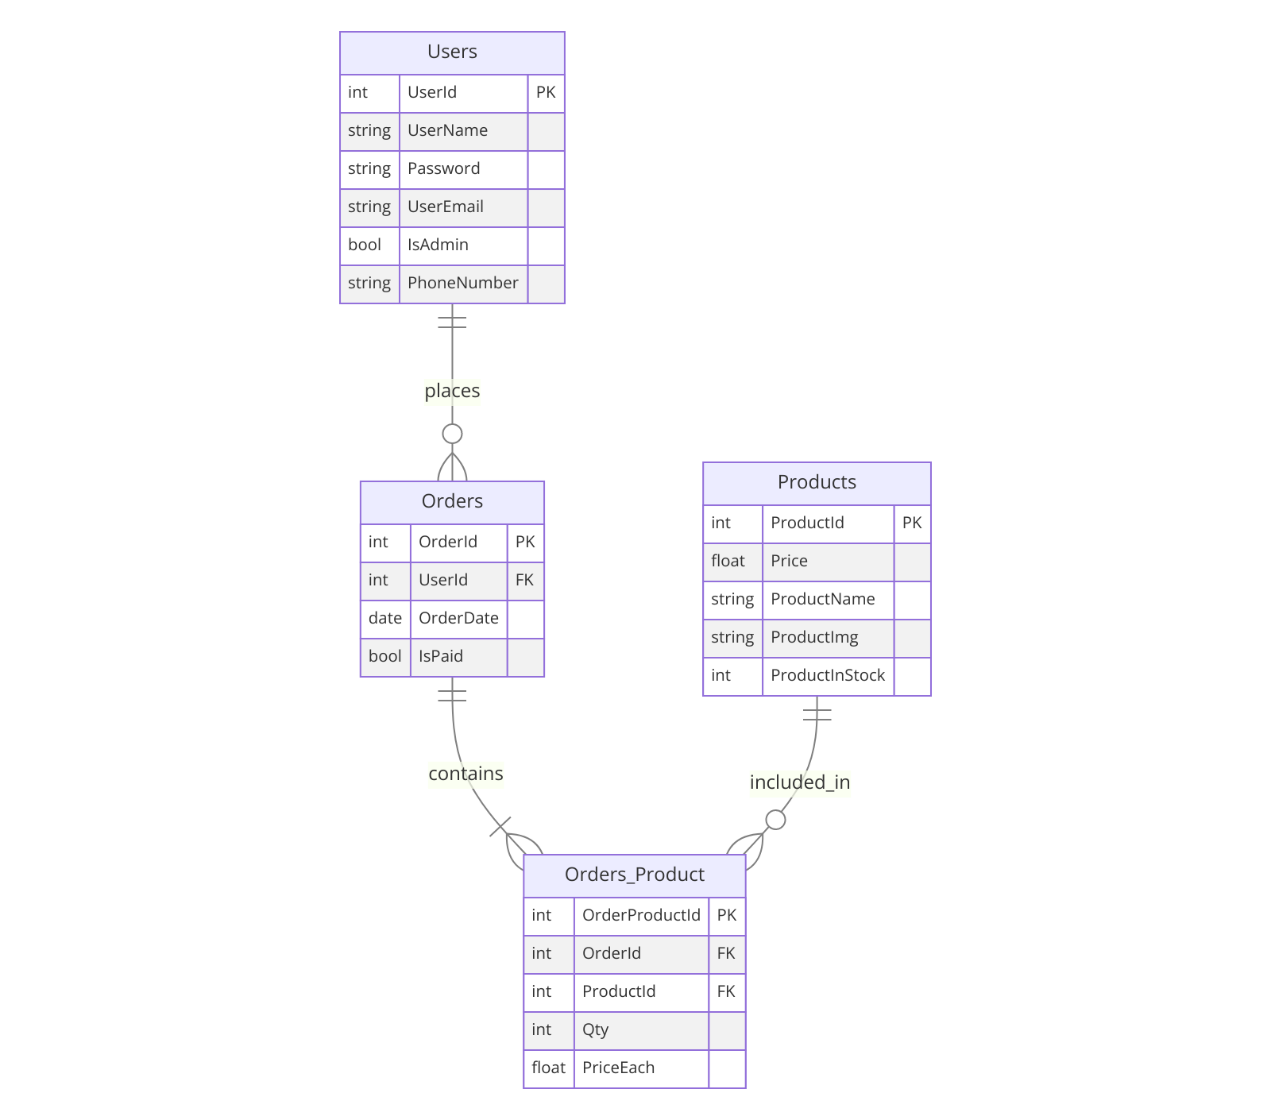 Users
int UserId PK
string UserName
string Password
string UserEmail
bool IsAdmin
string PhoneNumber
places
Orders
int OrderId PK
int UserId FK
date OrderDate
bool IsPaid
Products
int ProductId PK
float Price
string ProductName
string ProductImg
int ProductInStock
contains
included_in
Orders_Product
int OrderProductId PK
int OrderId FK
int ProductId FK
int Qty
float PriceEach